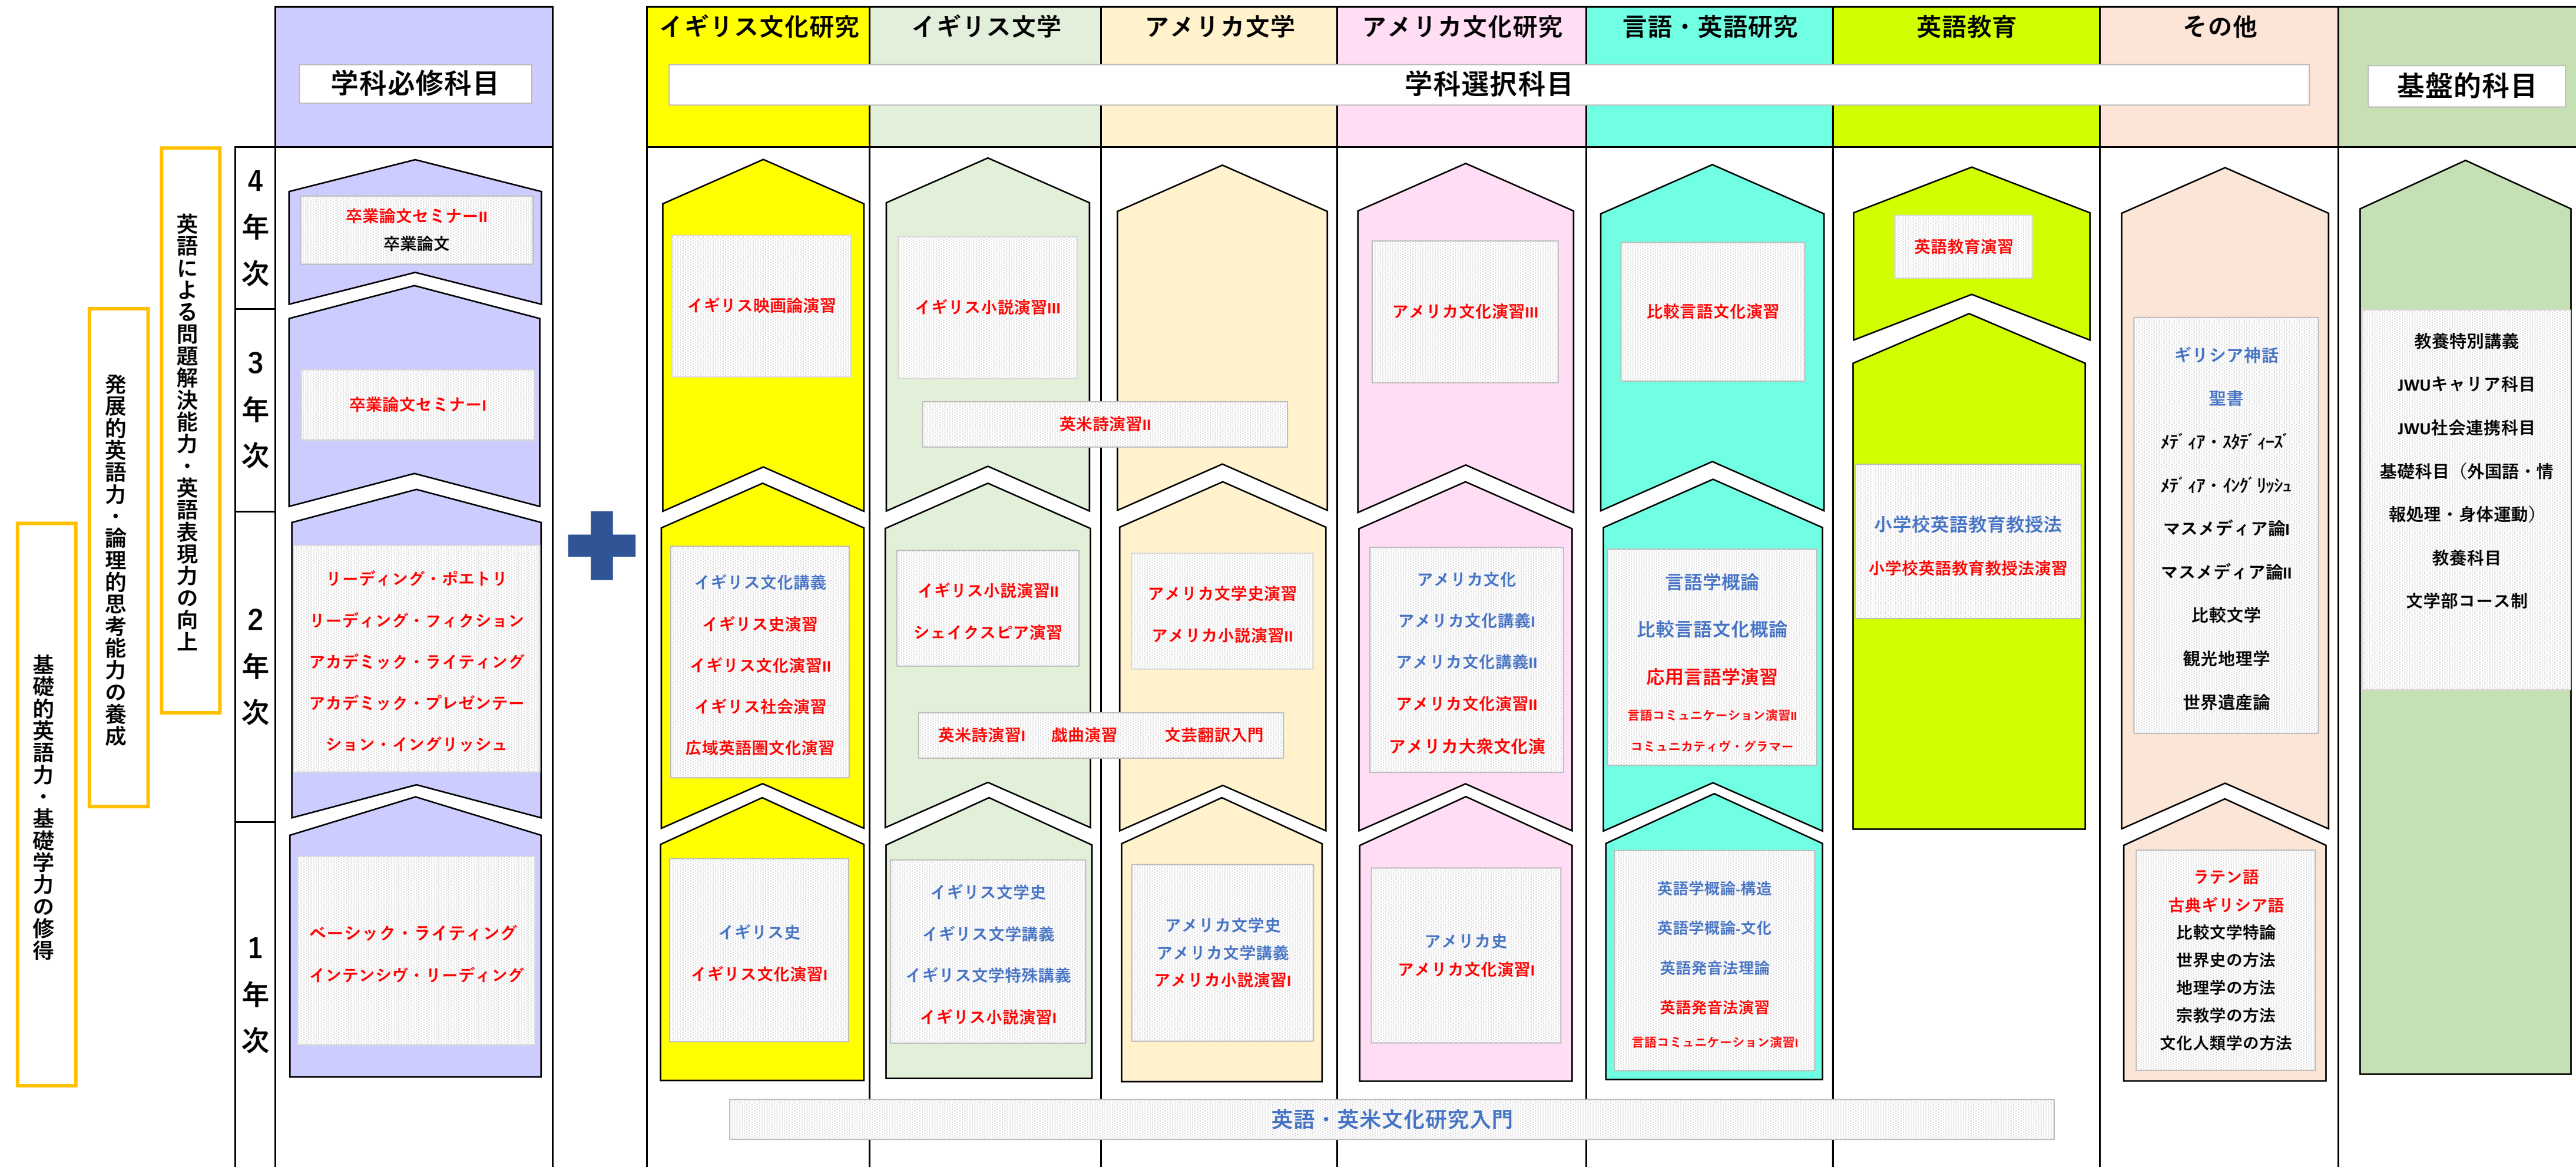 イギリス文化研究
イギリス文学
アメリカ文学
アメリカ文化研究
言語・英語研究
英語教育
その他
学科必修科目
学科選択科目
基盤的科目
英語による問題解決能力・英語表現力の向上
発展的英語力・論理的思考能力の養成
基礎的英語力・基礎学力の修得
4年次
3年次
2年次
1年次
卒業論文セミナーII
卒業論文
卒業論文セミナーI
リーディング・ポエトリ
リーディング・フィクション
アカデミック・ライティング
アカデミック・プレゼンテー
ション・イングリッシュ
ベーシック・ライティング
インテンシヴ・リーディング
イギリス映画論演習
イギリス文化講義
イギリス史演習
イギリス文化演習II
イギリス社会演習
広域英語圏文化演習
イギリス史
イギリス文化演習I
イギリス小説演習III
英米詩演習II
イギリス小説演習II
シェイクスピア演習
英米詩演習I 戯曲演習 文芸翻訳入門
イギリス文学史
イギリス文学講義
イギリス文学特殊講義
イギリス小説演習I
アメリカ文学史演習
アメリカ小説演習II
アメリカ文学史
アメリカ文学講義
アメリカ小説演習I
アメリカ文化演習III
アメリカ文化
アメリカ文化講義I
アメリカ文化講義II
アメリカ文化演習II
アメリカ大衆文化演
アメリカ史
アメリカ文化演習I
比較言語文化演習
言語学概論
比較言語文化概論
応用言語学演習
言語コミュニケーション演習II
コミュニカティヴ・グラマー
英語学概論-構造
英語学概論-文化
英語発音法理論
英語発音法演習
言語コミュニケーション演習I
英語教育演習
小学校英語教育教授法
小学校英語教育教授法演習
ギリシア神話
聖書
ﾒﾃﾞｨｱ・ｽﾀﾃﾞｨｰｽﾞ
ﾒﾃﾞｨｱ・ｲﾝｸﾞﾘｯｼｭ
マスメディア論I
マスメディア論II
比較文学
観光地理学
世界遺産論
ラテン語
古典ギリシア語
比較文学特論
世界史の方法
地理学の方法
宗教学の方法
文化人類学の方法
教養特別講義
JWUキャリア科目
JWU社会連携科目
基礎科目（外国語・情
報処理・身体運動）
教養科目
文学部コース制
英語・英米文化研究入門